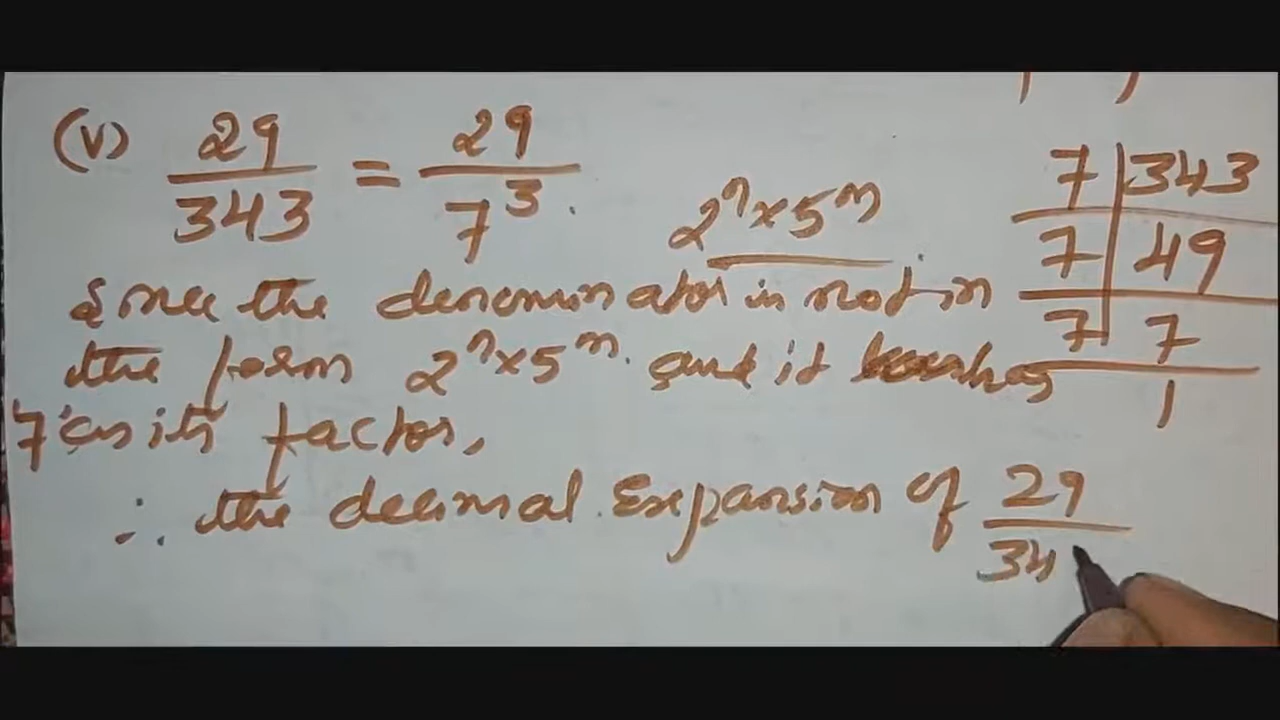 (v) 29/343 = 29/7³.
2ⁿ×5ᵐ
7 | 343
7 | 49
7 | 7
1
Since the denominator is not in
the form 2ⁿ×5ᵐ. and it has
7 as its factor,
∴ the decimal Expansion of 29/34